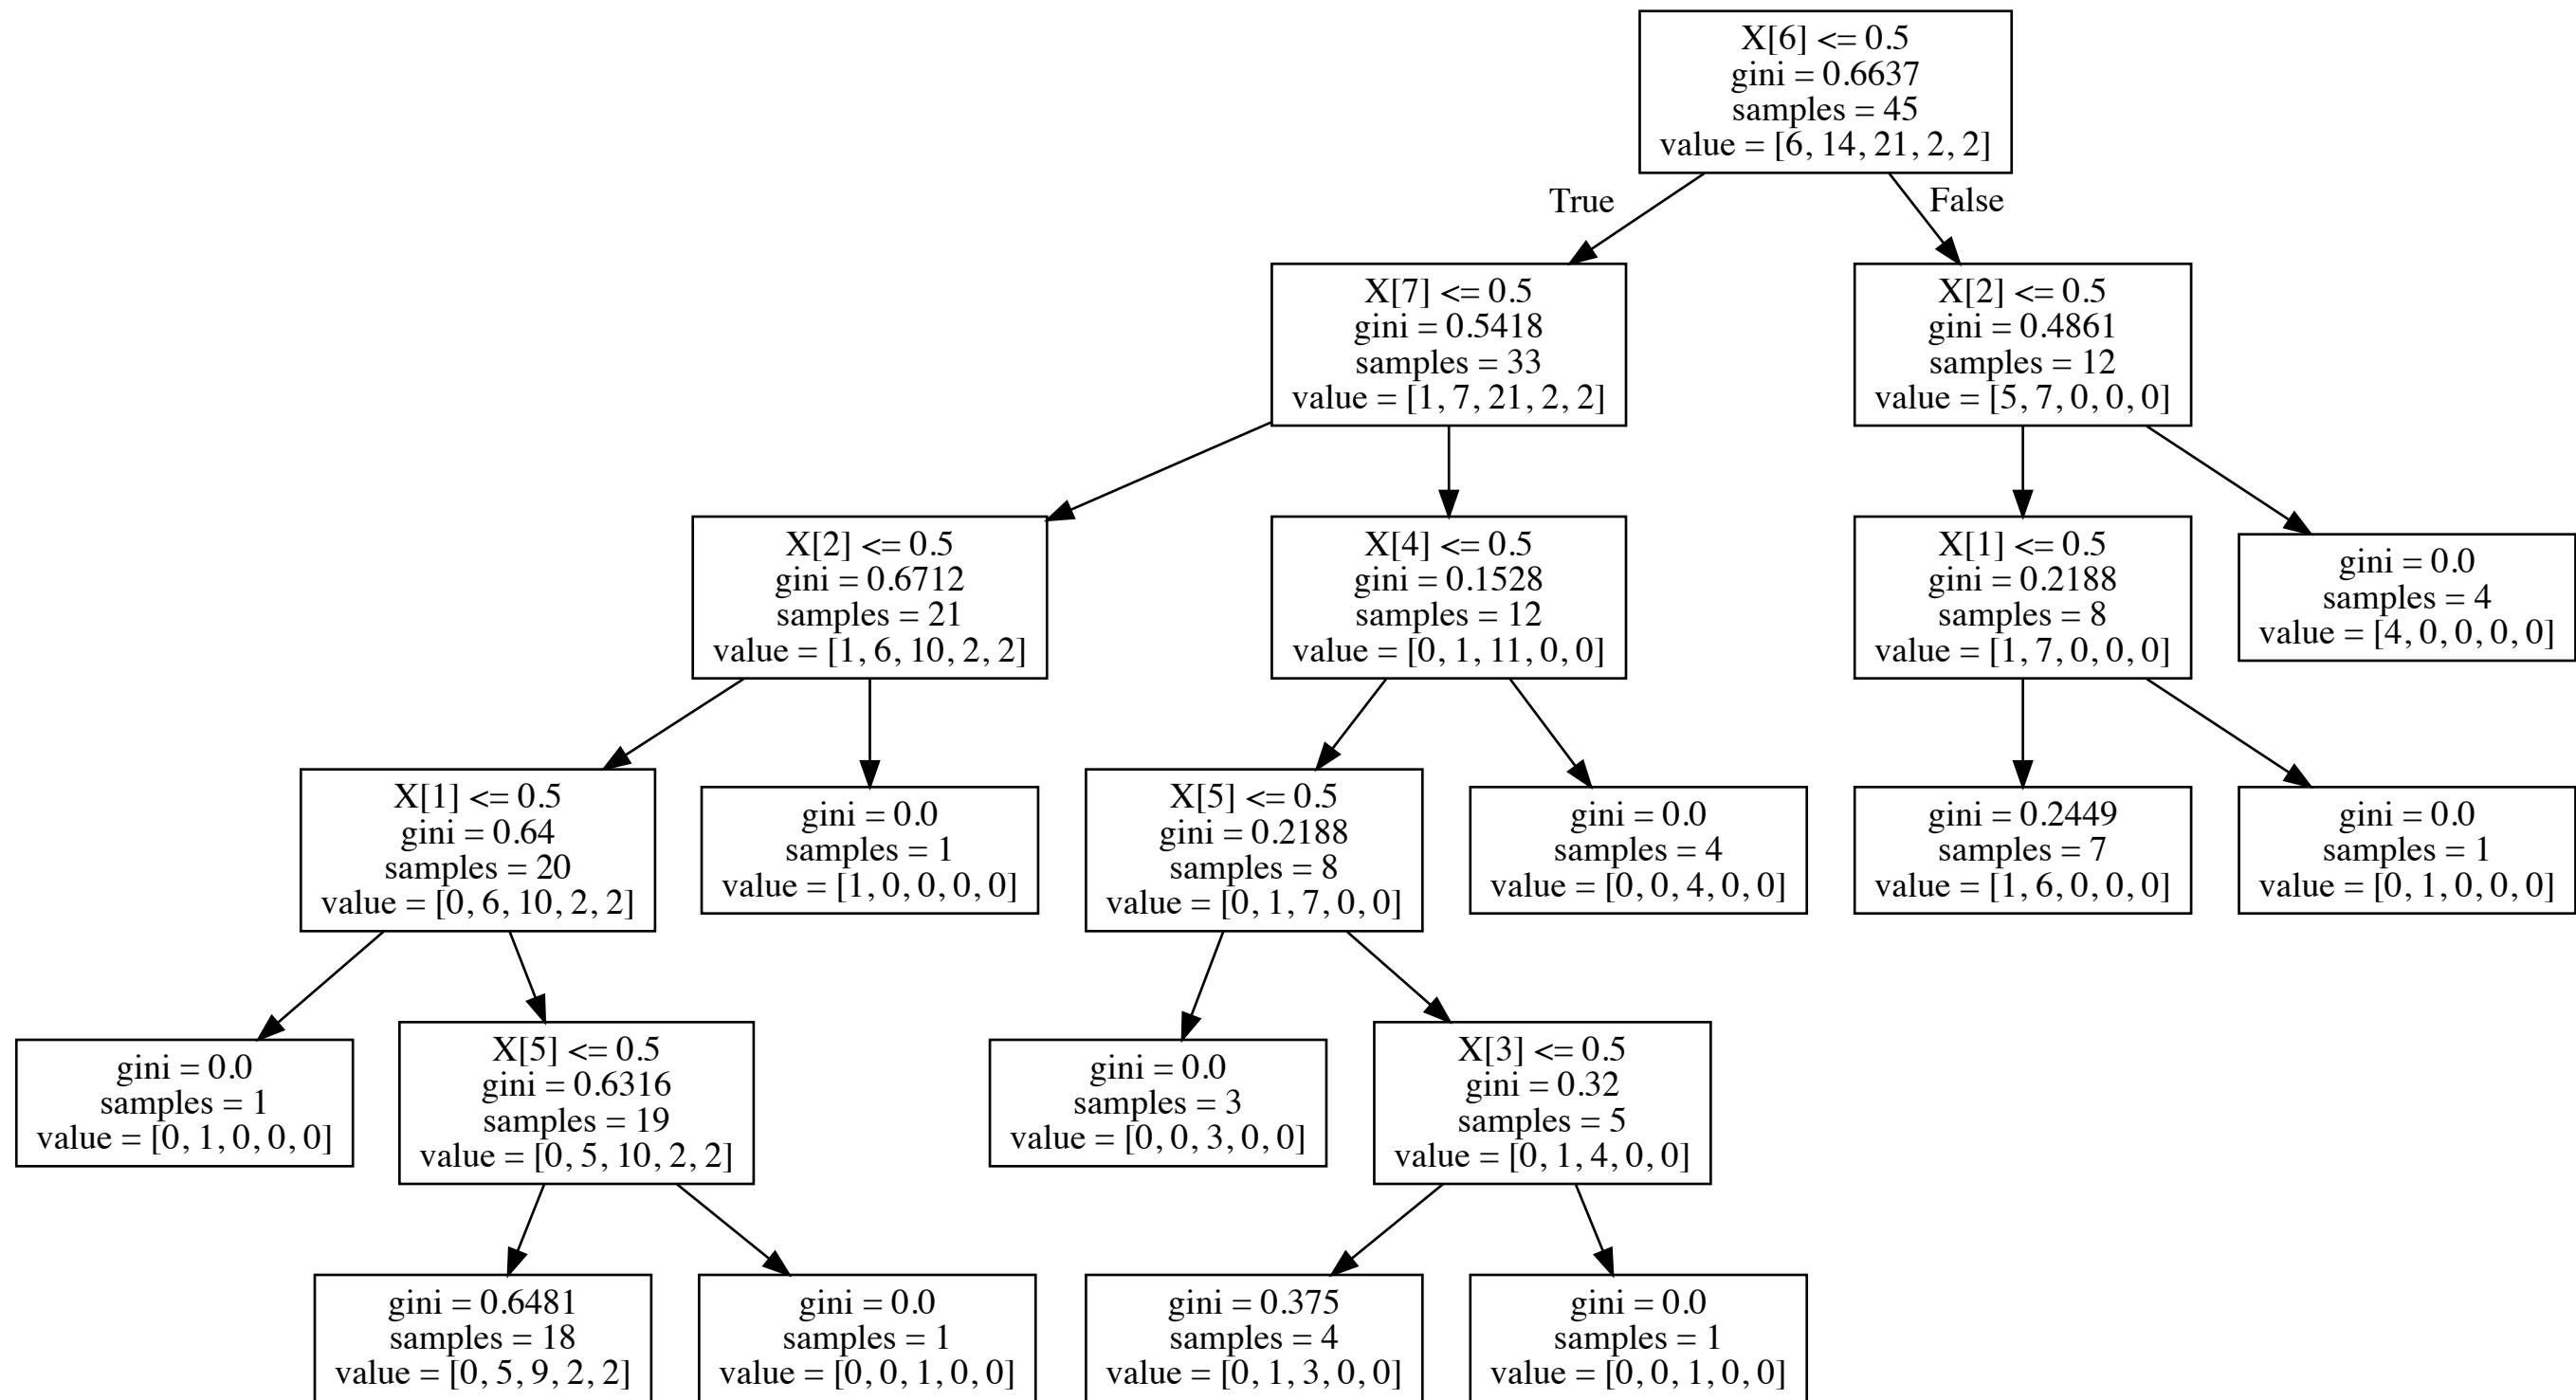 X[6] <= 0.5
gini = 0.6637
samples = 45
value = [6, 14, 21, 2, 2]
True
False
X[7] <= 0.5
gini = 0.5418
samples = 33
value = [1, 7, 21, 2, 2]
X[2] <= 0.5
gini = 0.4861
samples = 12
value = [5, 7, 0, 0, 0]
X[2] <= 0.5
gini = 0.6712
samples = 21
value = [1, 6, 10, 2, 2]
X[4] <= 0.5
gini = 0.1528
samples = 12
value = [0, 1, 11, 0, 0]
X[1] <= 0.5
gini = 0.2188
samples = 8
value = [1, 7, 0, 0, 0]
gini = 0.0
samples = 4
value = [4, 0, 0, 0, 0]
X[1] <= 0.5
gini = 0.64
samples = 20
value = [0, 6, 10, 2, 2]
gini = 0.0
samples = 1
value = [1, 0, 0, 0, 0]
X[5] <= 0.5
gini = 0.2188
samples = 8
value = [0, 1, 7, 0, 0]
gini = 0.0
samples = 4
value = [0, 0, 4, 0, 0]
gini = 0.2449
samples = 7
value = [1, 6, 0, 0, 0]
gini = 0.0
samples = 1
value = [0, 1, 0, 0, 0]
gini = 0.0
samples = 1
value = [0, 1, 0, 0, 0]
X[5] <= 0.5
gini = 0.6316
samples = 19
value = [0, 5, 10, 2, 2]
gini = 0.0
samples = 3
value = [0, 0, 3, 0, 0]
X[3] <= 0.5
gini = 0.32
samples = 5
value = [0, 1, 4, 0, 0]
gini = 0.6481
samples = 18
value = [0, 5, 9, 2, 2]
gini = 0.0
samples = 1
value = [0, 0, 1, 0, 0]
gini = 0.375
samples = 4
value = [0, 1, 3, 0, 0]
gini = 0.0
samples = 1
value = [0, 0, 1, 0, 0]